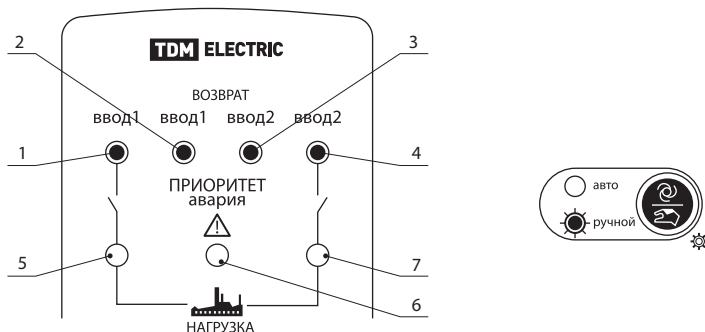 TDM ELECTRIC
2
3
ВОЗВРАТ
ввод1 ввод1 ввод2 ввод2
1
4
ПРИОРИТЕТ
авария
авто
ручной
5
7
6
НАГРУЗКА